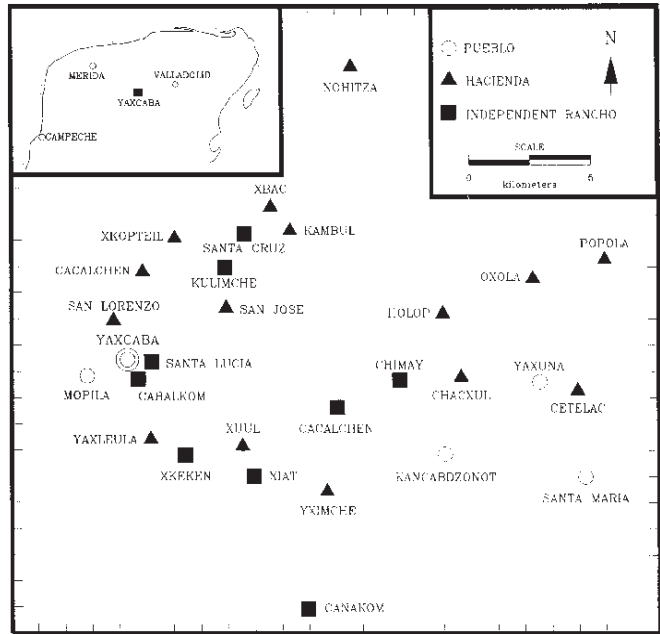 MERIDA
VALLADOLID
YAXCABA
CAMPECHE
NOHITZA
PUEBLO
HACIENDA
INDEPENDENT RANCHO
N
SCALE
0 5
kilometers
XBAC
KAMBUL
XKOPTEIL
SANTA CRUZ
POPOLA
CACALCHEN
KULIMCHE
OXOLA
SAN LORENZO
SAN JOSE
HOLOP
YAXCABA
SANTA LUCIA
CHIMAY
YAXUNA
MOPILA
CAHALKOM
CHACXUL
CETELAC
CACALCHEN
YAXLEULA
XUUL
XKEKEN
XIAT
KANCABDZONOT
SANTA MARIA
YXIMCHE
CANAKOM